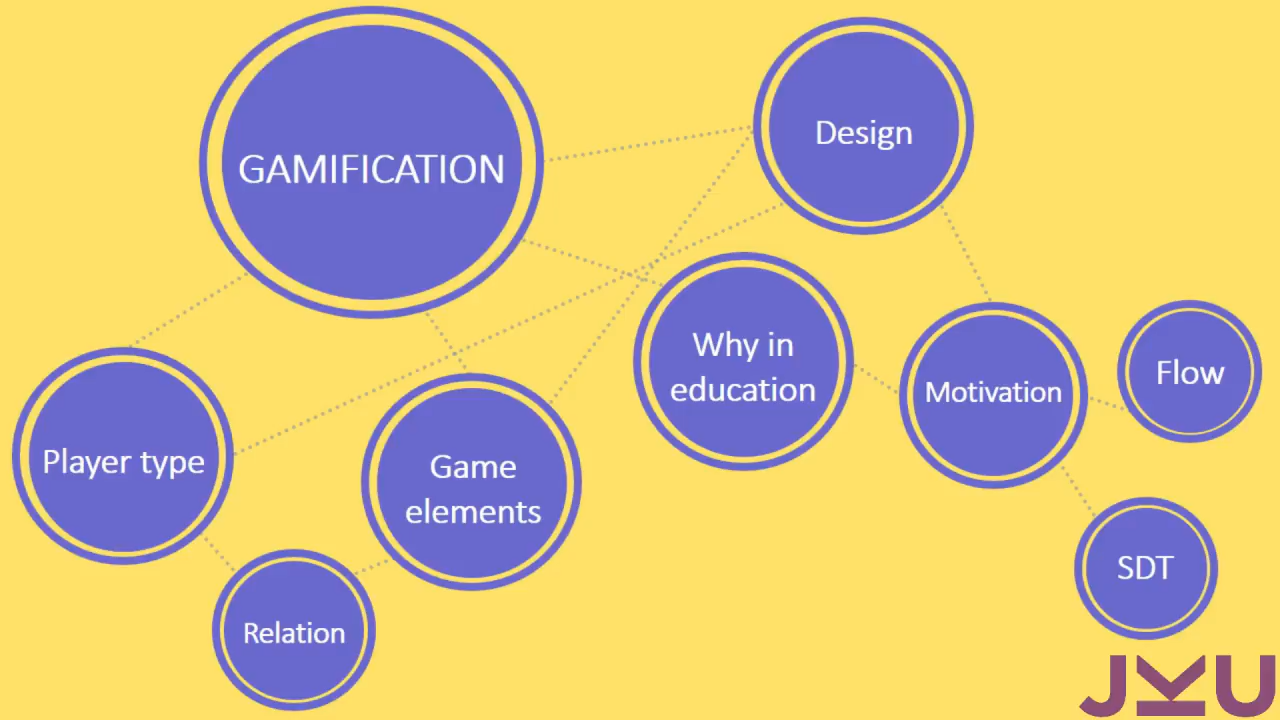 GAMIFICATION
Design
Why in
education
Motivation
Flow
Player type
Game
elements
SDT
Relation
JKU